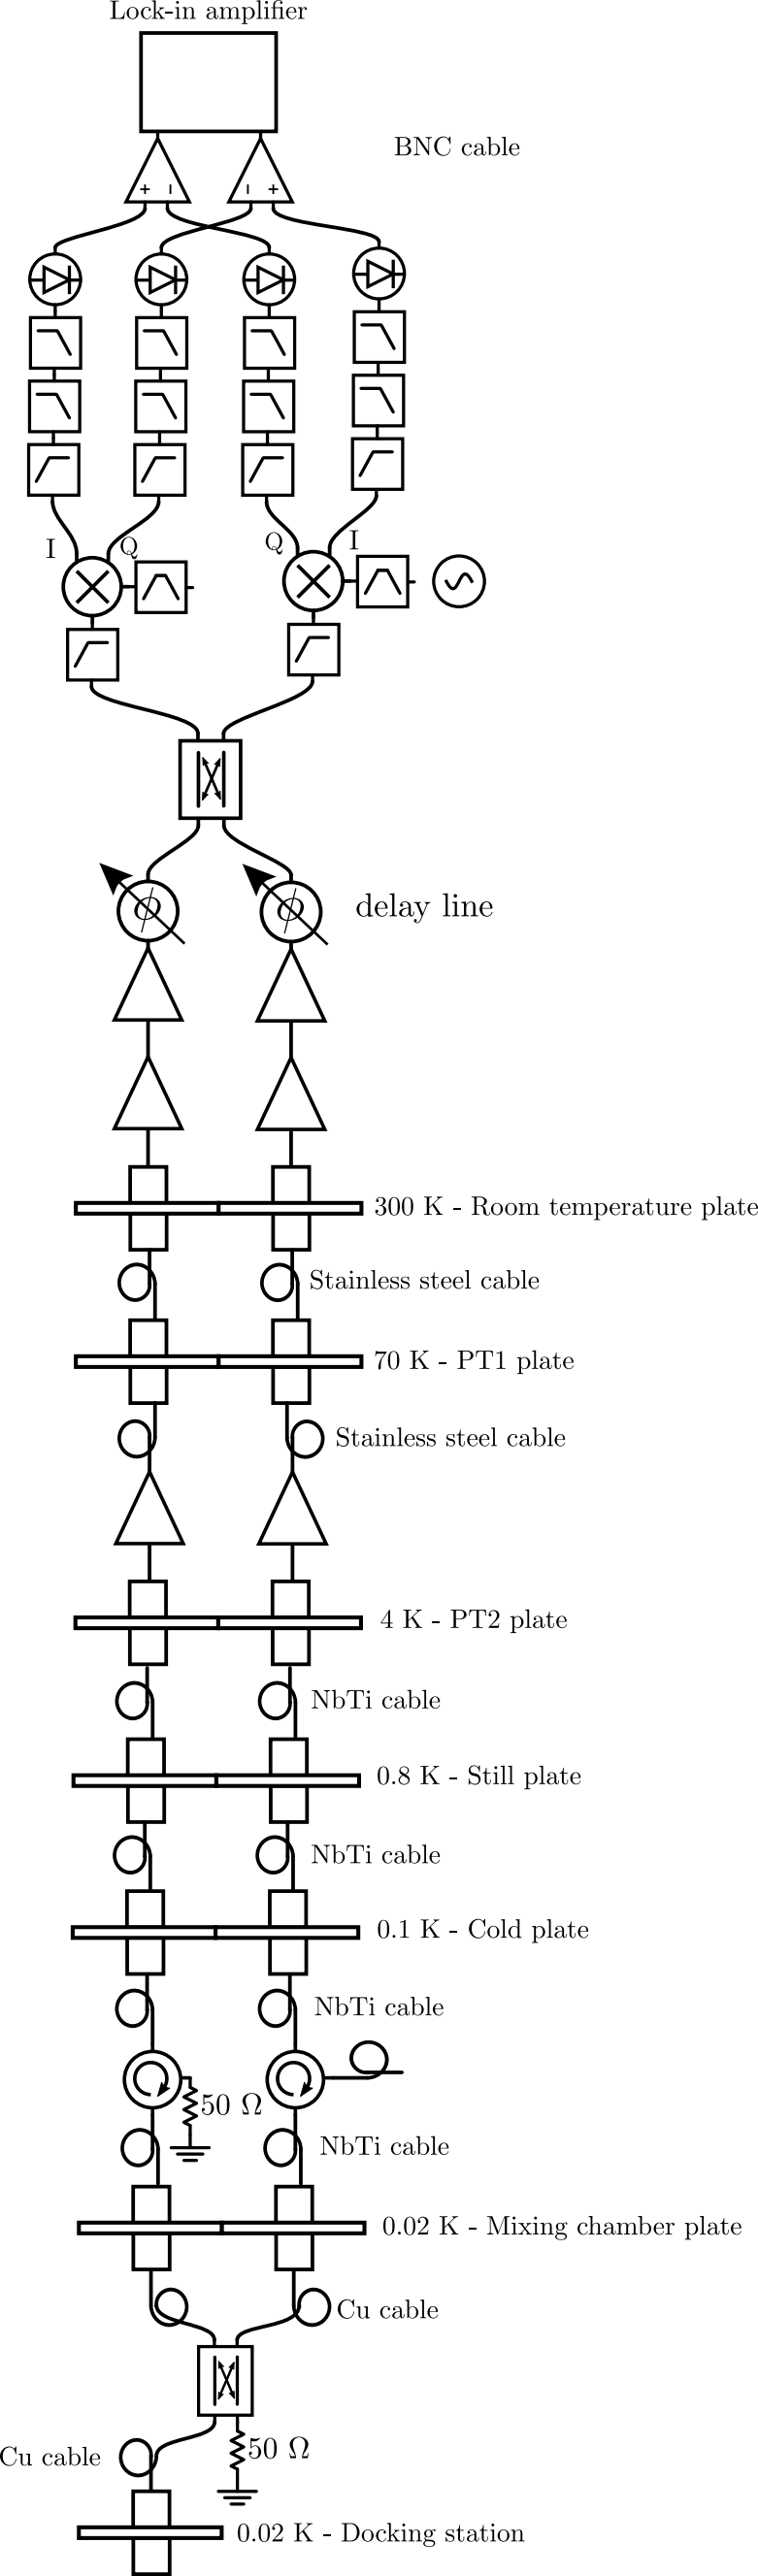 Lock-in amplifier
BNC cable
+ - - +
I Q Q I
ϕ ϕ delay line
300 K - Room temperature plate
Stainless steel cable
70 K - PT1 plate
Stainless steel cable
4 K - PT2 plate
NbTi cable
0.8 K - Still plate
NbTi cable
0.1 K - Cold plate
NbTi cable
50 Ω
NbTi cable
0.02 K - Mixing chamber plate
Cu cable
50 Ω
Cu cable
0.02 K - Docking station